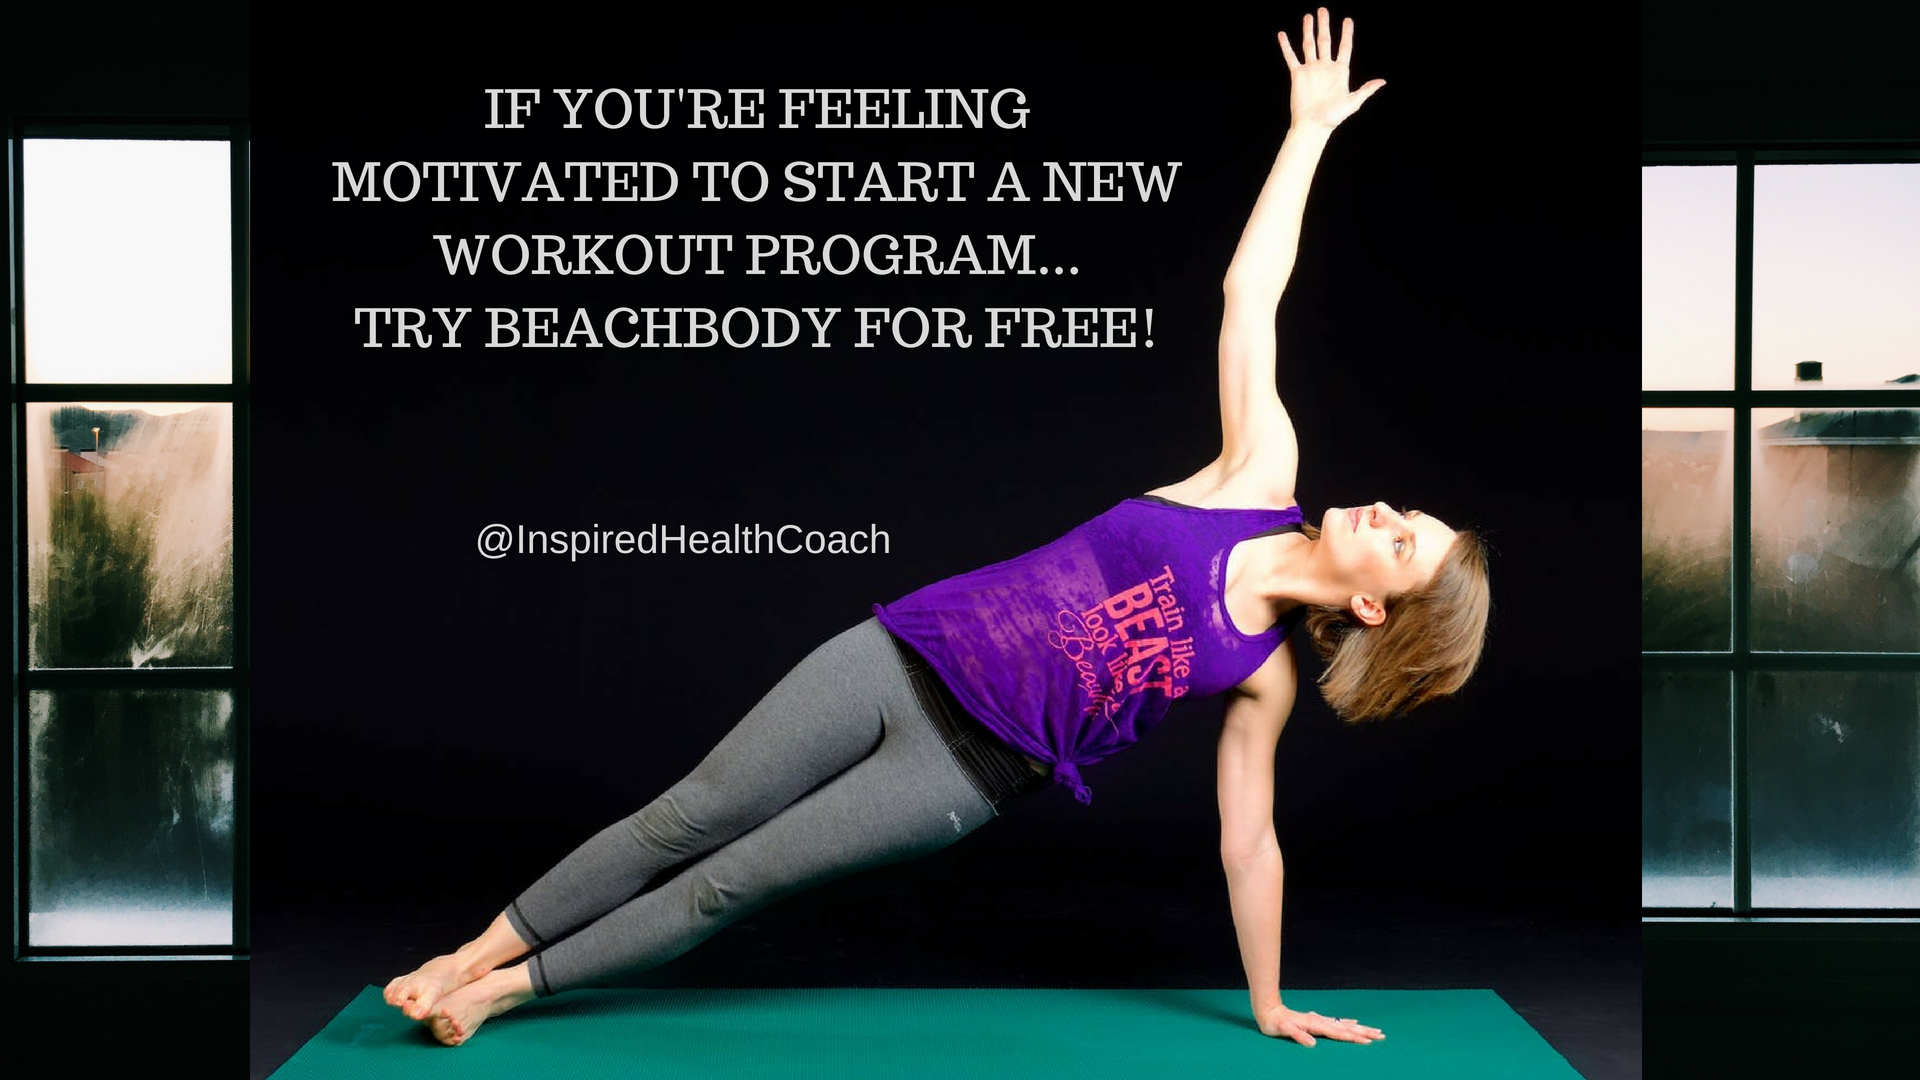 IF YOU'RE FEELING
MOTIVATED TO START A NEW
WORKOUT PROGRAM...
TRY BEACHBODY FOR FREE!
@InspiredHealthCoach
Train like a
BEAST
look like